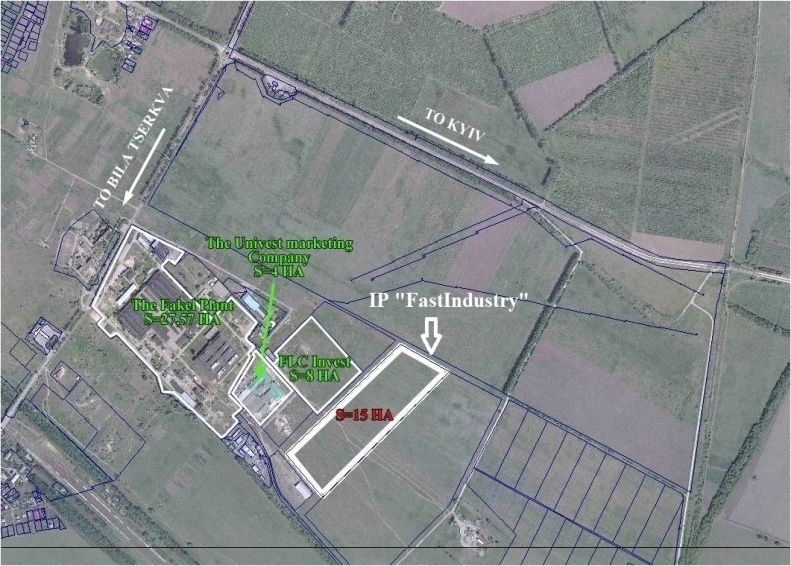 TO BILA TSERKVA
TO KYIV
The Univest marketing
Company
S=4 HA
IP "FastIndustry"
The Fakel Plant
S=27,57 HA
FLC Invest
S=8 HA
S=15 HA